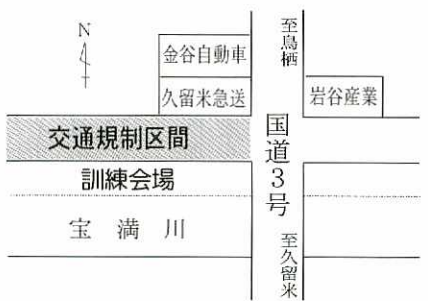 N
金谷自動車
久留米急送
至鳥栖
岩谷産業
交通規制区間
国道3号
訓練会場
宝満川
至久留米